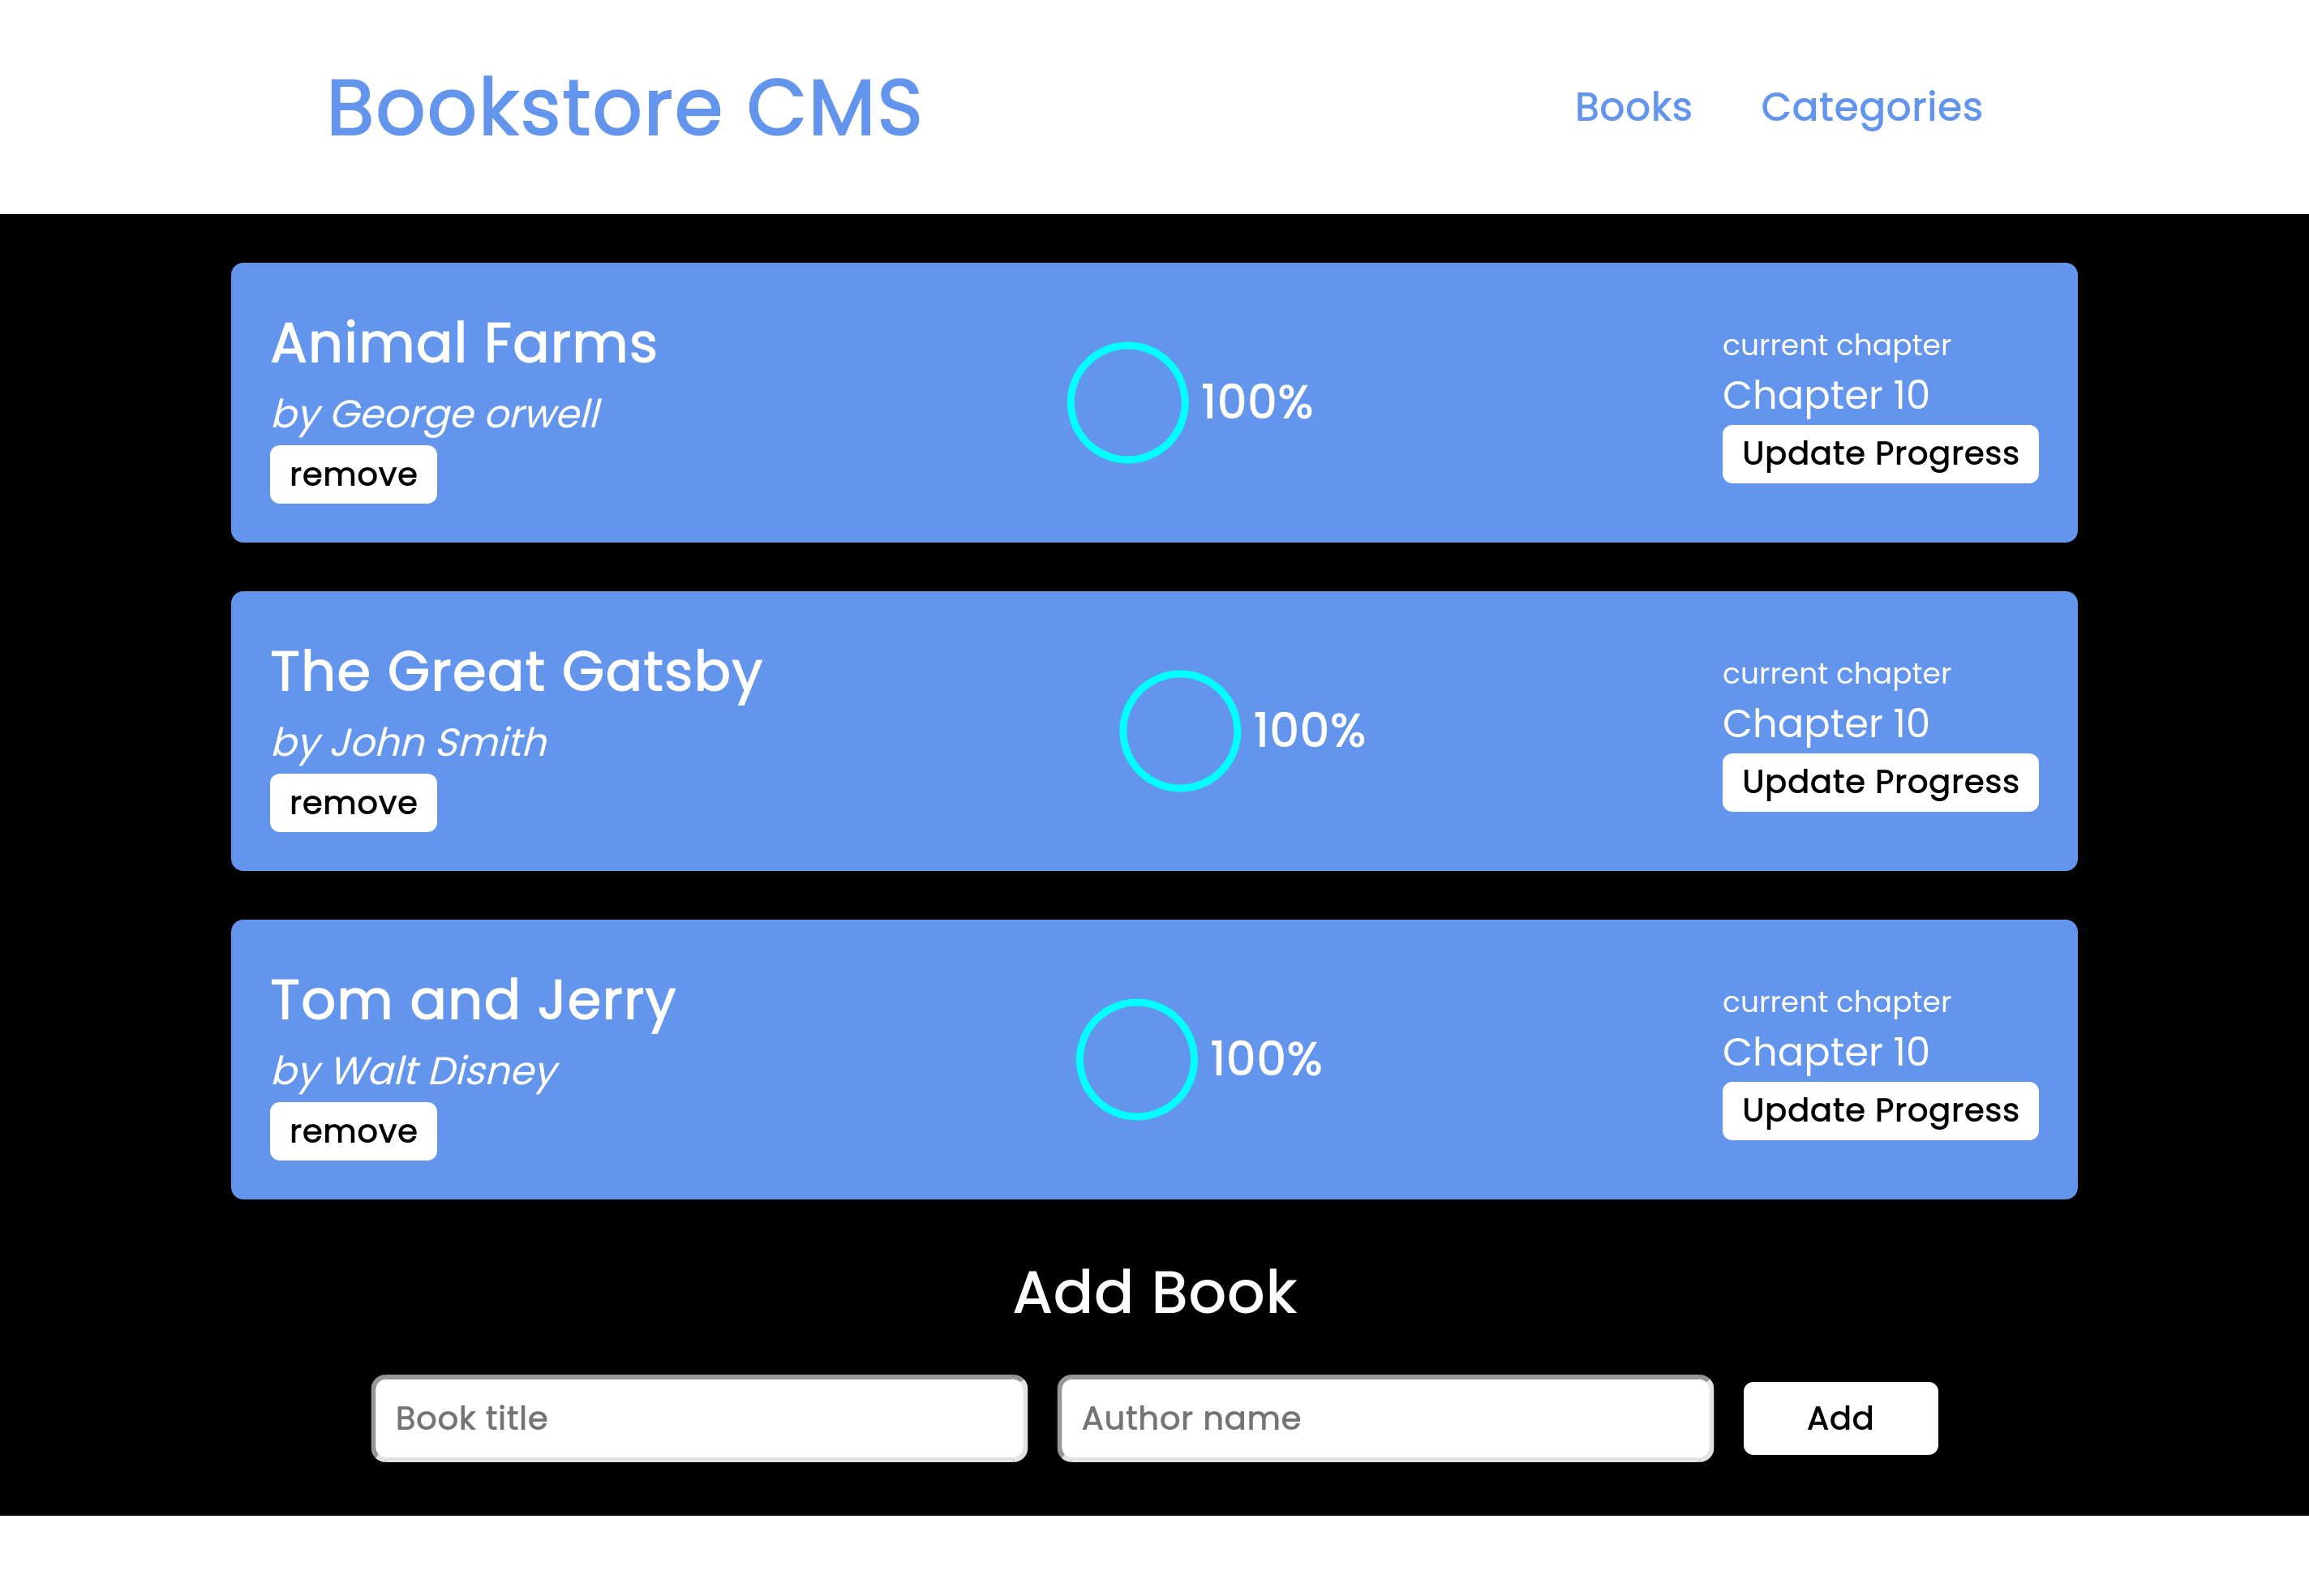 Bookstore CMS
Books
Categories
Animal Farms
by George orwell
remove
100%
current chapter
Chapter 10
Update Progress
The Great Gatsby
by John Smith
remove
100%
current chapter
Chapter 10
Update Progress
Tom and Jerry
by Walt Disney
remove
100%
current chapter
Chapter 10
Update Progress
Add Book
Book title
Author name
Add